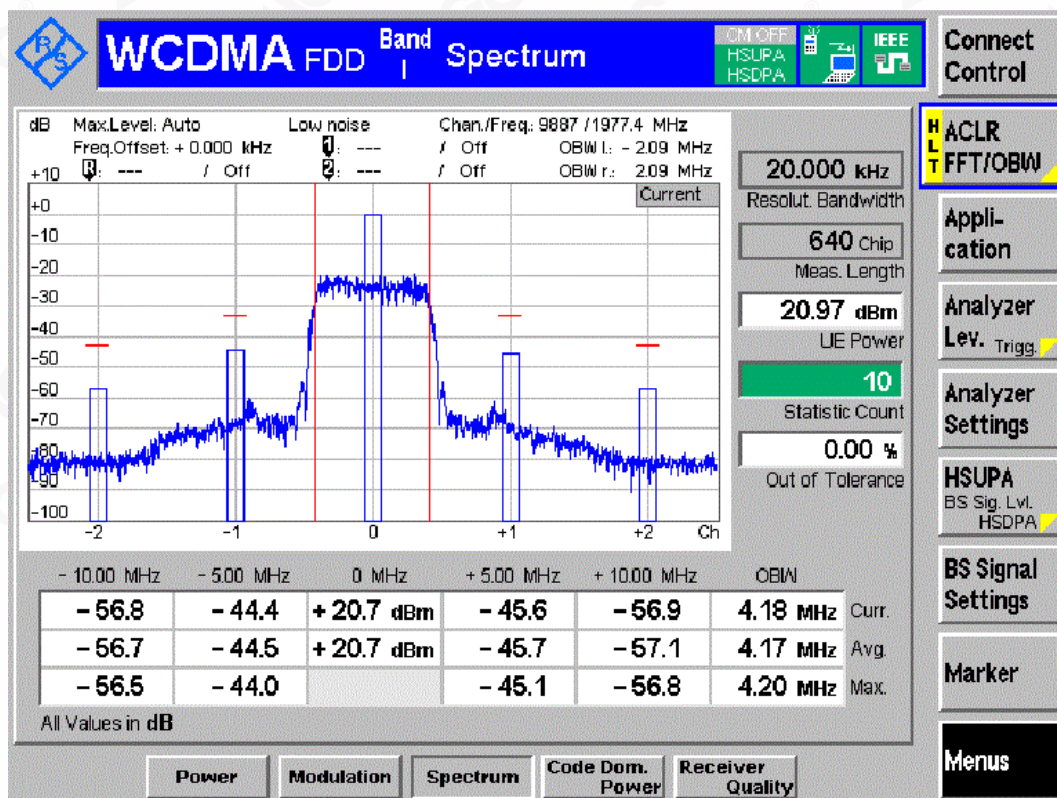 R&S
WCDMA FDD Band I Spectrum
CM OFF
HSUPA
HSDPA
IEEE
Connect Control
dB Max.Level: Auto Low noise Chan./Freq.: 9887 / 1977.4 MHz
Freq.Offset: + 0.000 kHz 1: --- / Off OBW l.: - 2.09 MHz
R: --- / Off 2: --- / Off OBW r.: 2.09 MHz
Current
+10
+0
-10
-20
-30
-40
-50
-60
-70
-80
-90
-100
-2 -1 0 +1 +2 Ch
20.000 kHz
Resolut. Bandwidth
640 Chip
Meas. Length
20.97 dBm
UE Power
10
Statistic Count
0.00 %
Out of Tolerance
HLT
ACLR
FFT/OBW
Appli-
cation
Analyzer
Lev. Trigg.
Analyzer
Settings
HSUPA
BS Sig. Lvl.
HSDPA
BS Signal
Settings
Marker
Menus
- 10.00 MHz - 5.00 MHz 0 MHz + 5.00 MHz + 10.00 MHz OBW
- 56.8 - 44.4 + 20.7 dBm - 45.6 - 56.9 4.18 MHz Curr.
- 56.7 - 44.5 + 20.7 dBm - 45.7 - 57.1 4.17 MHz Avg.
- 56.5 - 44.0 - 45.1 - 56.8 4.20 MHz Max.
All Values in dB
Power
Modulation
Spectrum
Code Dom. Power
Receiver Quality